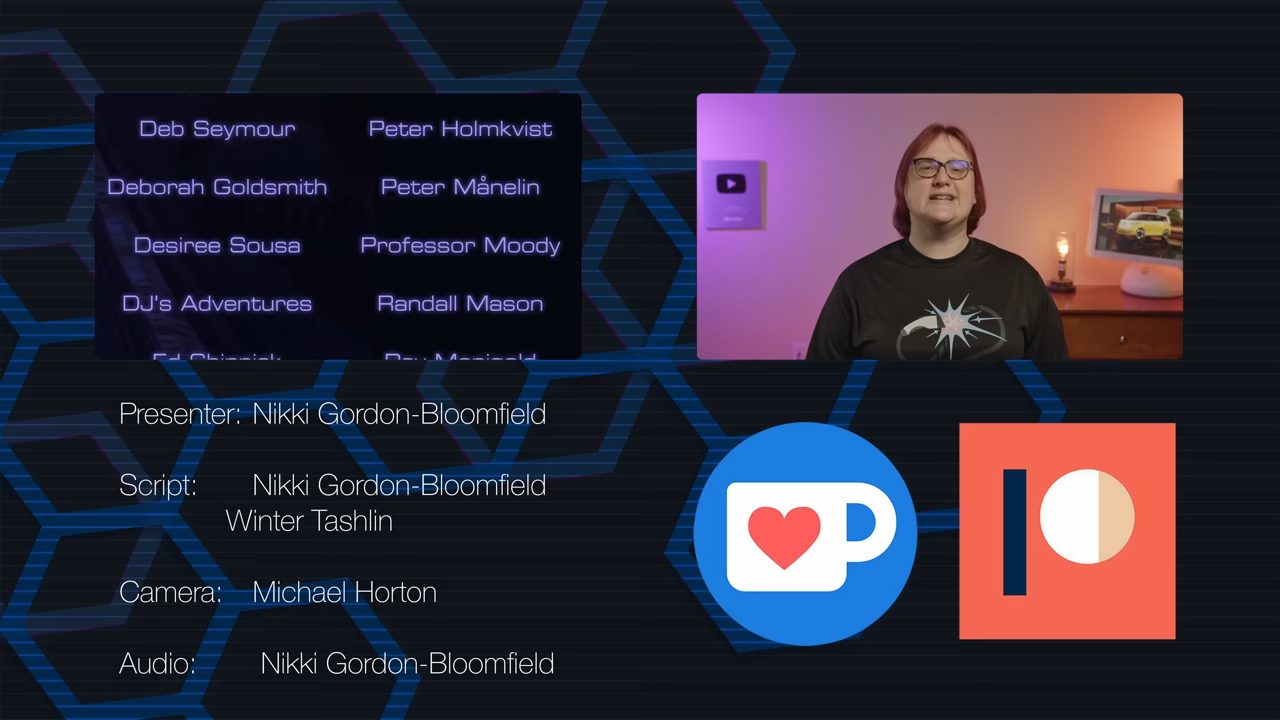 Deb Seymour
Peter Holmkvist
Deborah Goldsmith
Peter Månelin
Desiree Sousa
Professor Moody
DJ's Adventures
Randall Mason
Presenter: Nikki Gordon-Bloomfield
Script: Nikki Gordon-Bloomfield
Winter Tashlin
Camera: Michael Horton
Audio: Nikki Gordon-Bloomfield